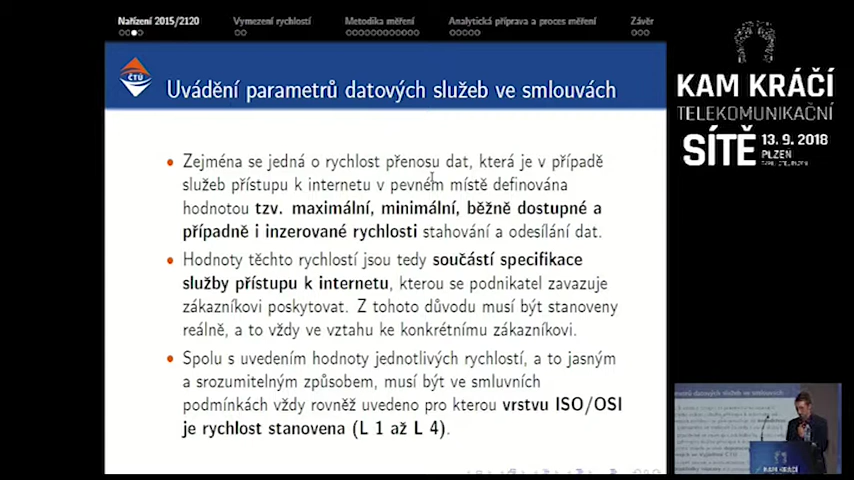 Nařízení 2015/2120
Vymezení rychlostí
Metodika měření
Analytická příprava a proces měření
Závěr
ČTÚ
Uvádění parametrů datových služeb ve smlouvách
Zejména se jedná o rychlost přenosu dat, která je v případě
služeb přístupu k internetu v pevném místě definována
hodnotou tzv. maximální, minimální, běžně dostupné a
případně i inzerované rychlosti stahování a odesílání dat.
Hodnoty těchto rychlostí jsou tedy součástí specifikace
služby přístupu k internetu, kterou se podnikatel zavazuje
zákazníkovi poskytovat. Z tohoto důvodu musí být stanoveny
reálně, a to vždy ve vztahu ke konkrétnímu zákazníkovi.
Spolu s uvedením hodnoty jednotlivých rychlostí, a to jasným
a srozumitelným způsobem, musí být ve smluvních
podmínkách vždy rovněž uvedeno pro kterou vrstvu ISO/OSI
je rychlost stanovena (L 1 až L 4).
KAM KRÁČÍ
TELEKOMUNIKAČNÍ
SÍTĚ 13. 9. 2018
PLZEŇ
KAM KRÁČÍ